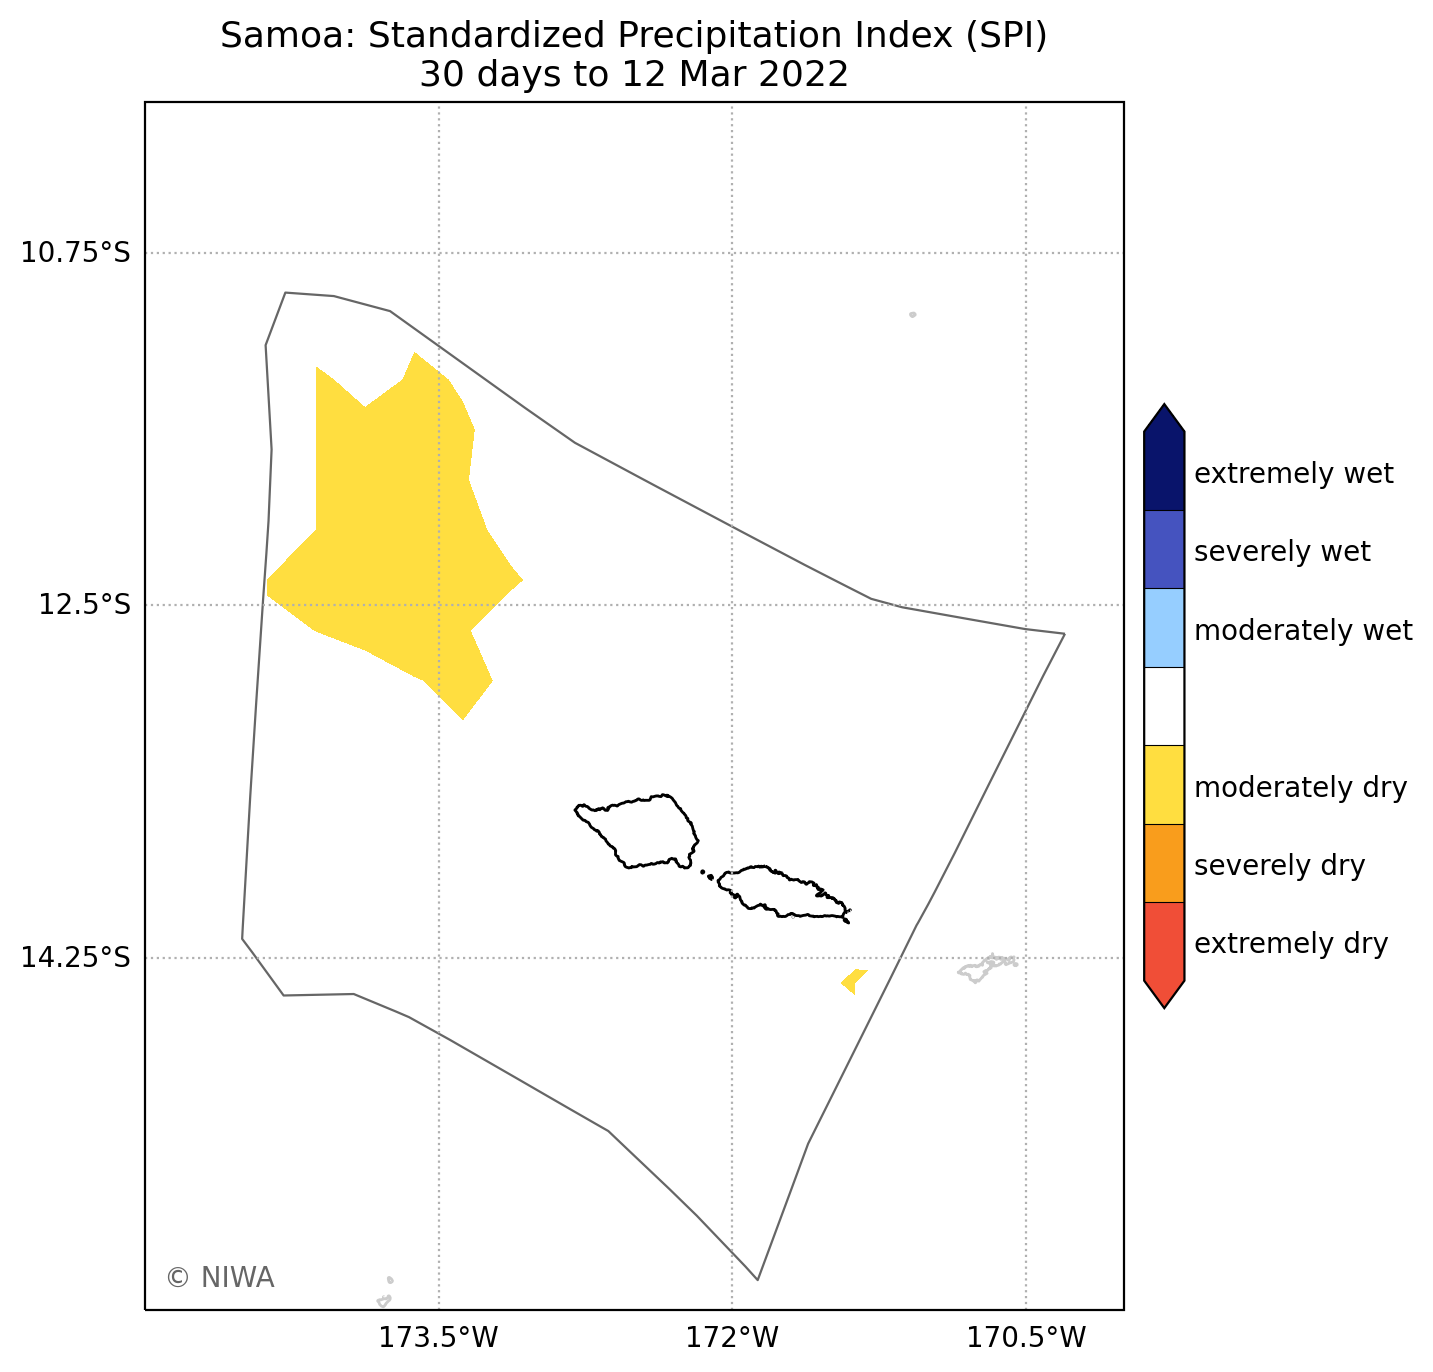 Samoa: Standardized Precipitation Index (SPI)
30 days to 12 Mar 2022
10.75°S
12.5°S
14.25°S
173.5°W
172°W
170.5°W
extremely wet
severely wet
moderately wet
moderately dry
severely dry
extremely dry
© NIWA